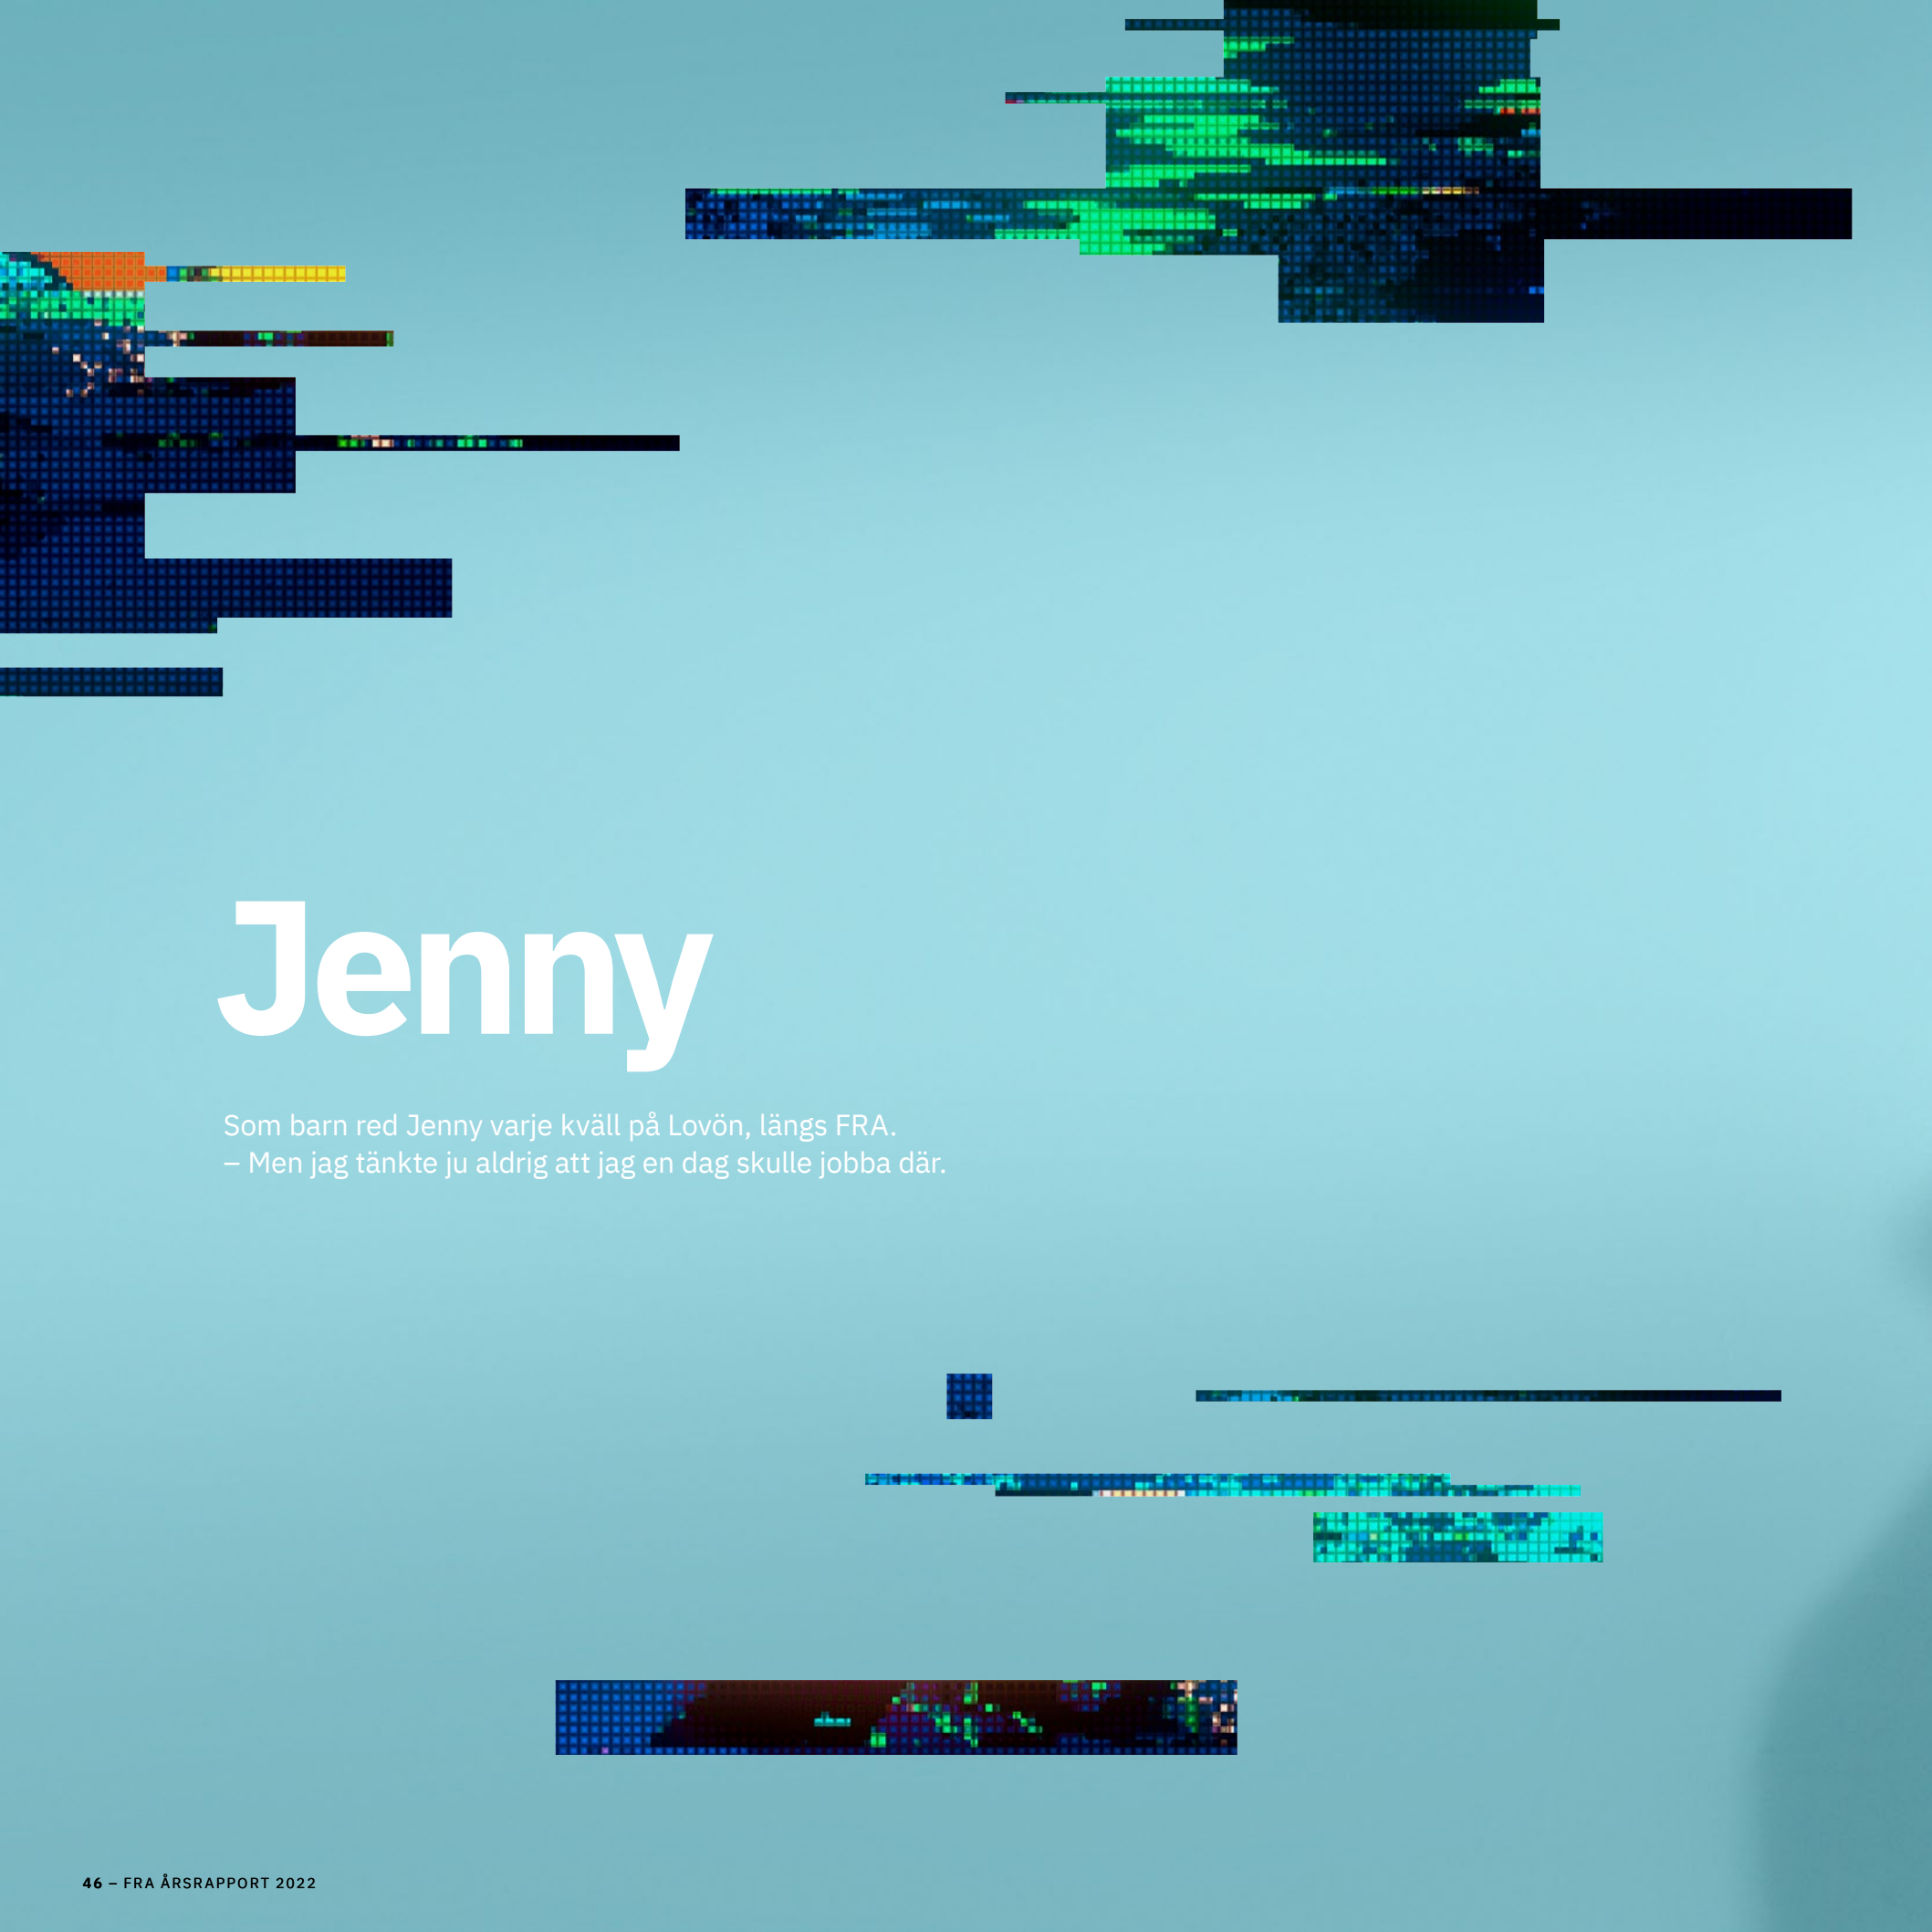 Jenny
Som barn red Jenny varje kväll på Lovön, längs FRA.
– Men jag tänkte ju aldrig att jag en dag skulle jobba där.
46 – FRA ÅRSRAPPORT 2022